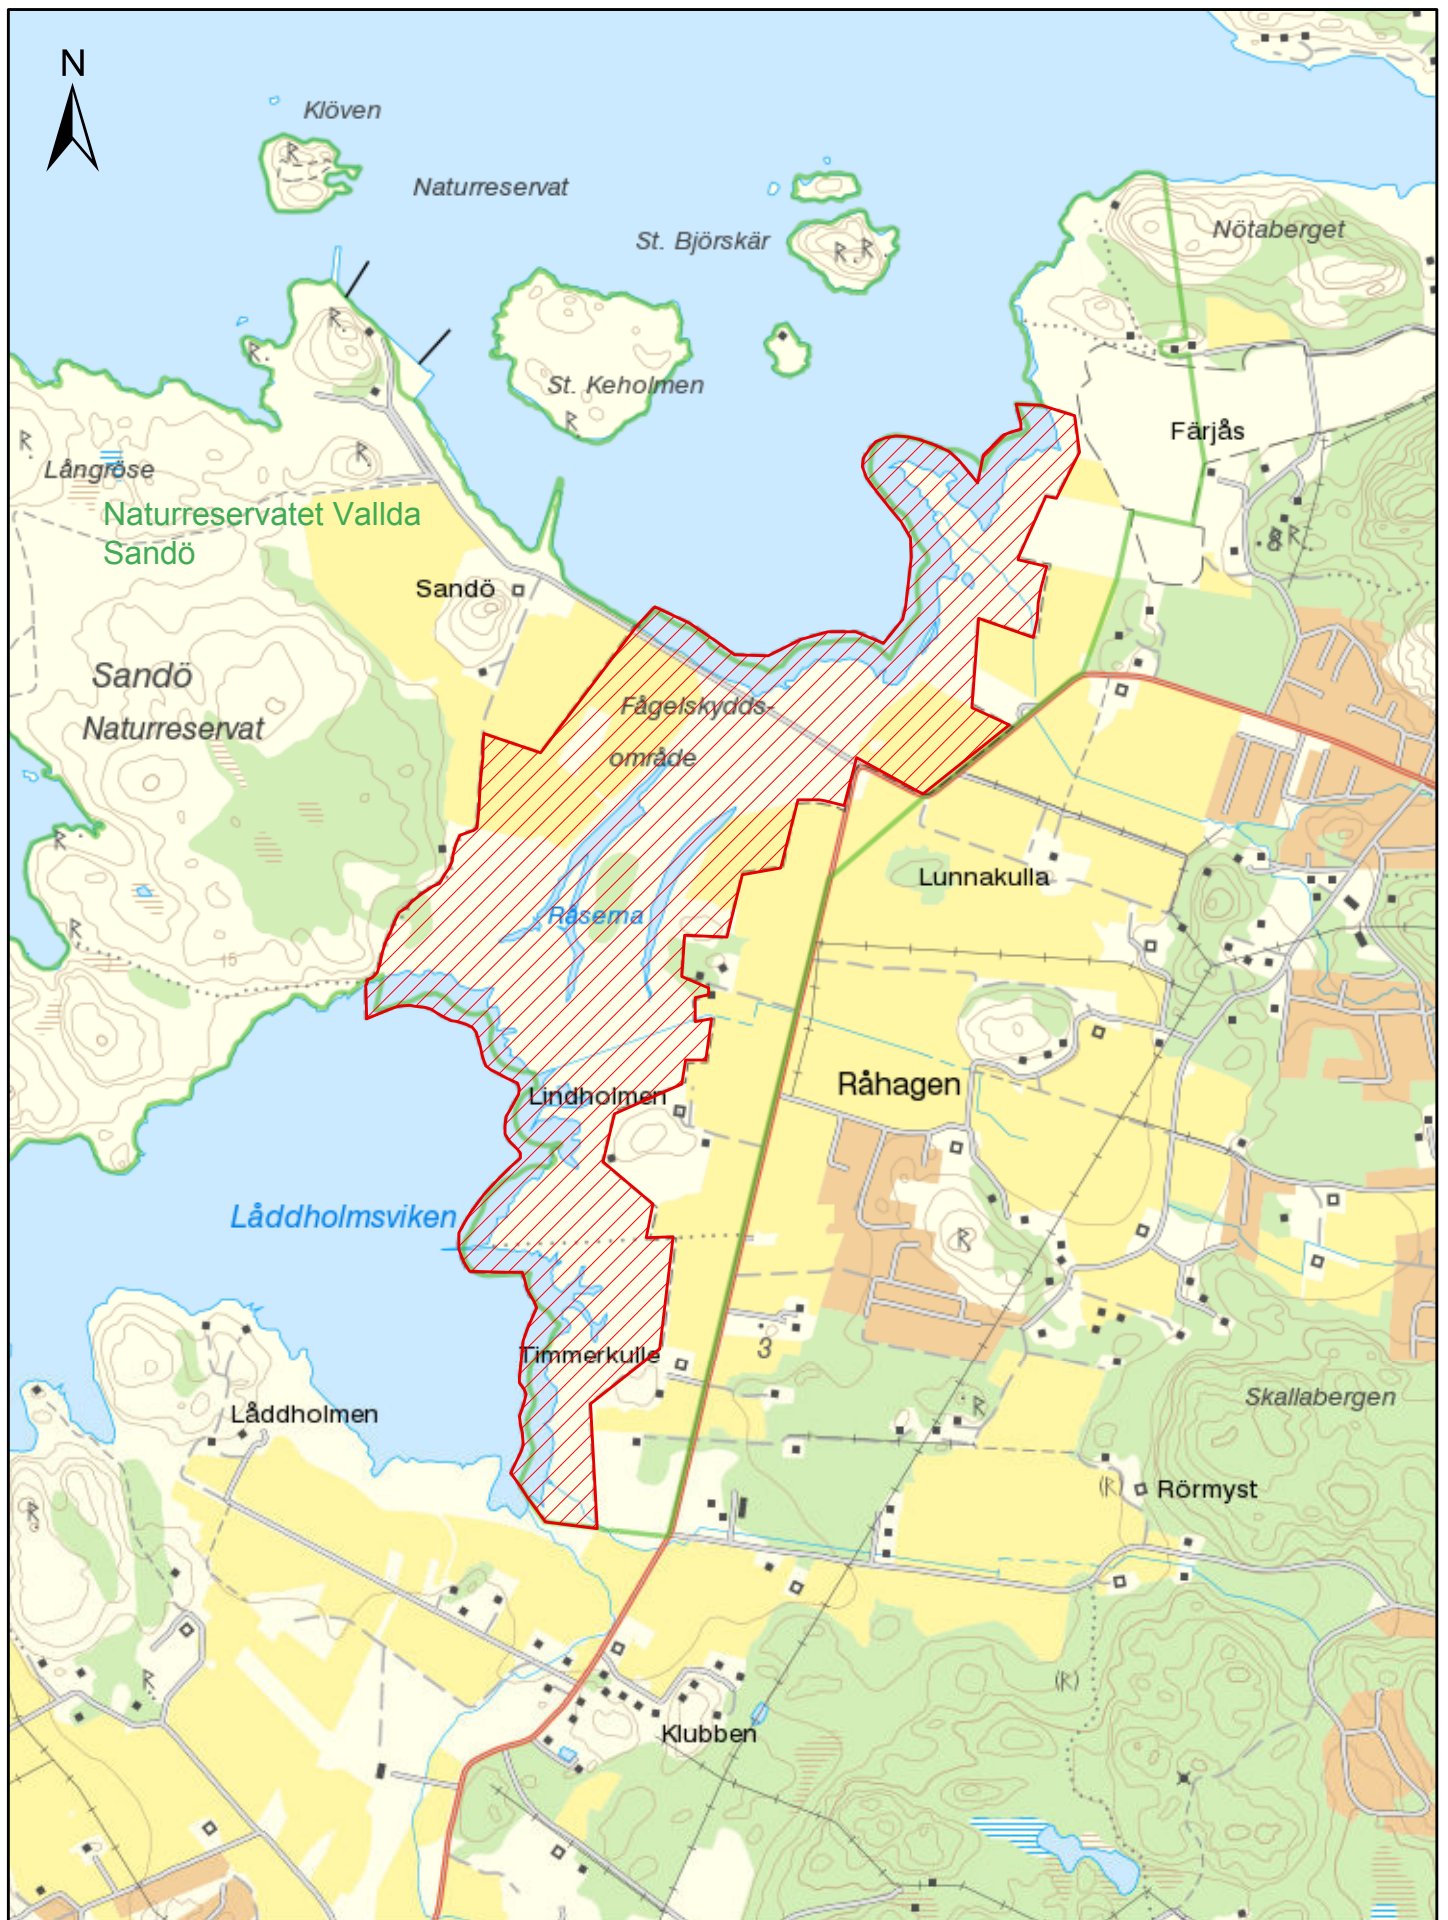 N
Klöven
Naturreservat
St. Björskär
Nötaberget
St. Keholmen
Färjås
Långröse
Naturreservatet Vallda
Sandö
Sandö
Sandö
Naturreservat
Fågelskydds-
område
Lunnakulla
Råserna
15
Råhagen
Lindholmen
Låddholmsviken
Timmerkulle
3
Skallabergen
Låddholmen
(R)
Rörmyst
(R)
Klubben